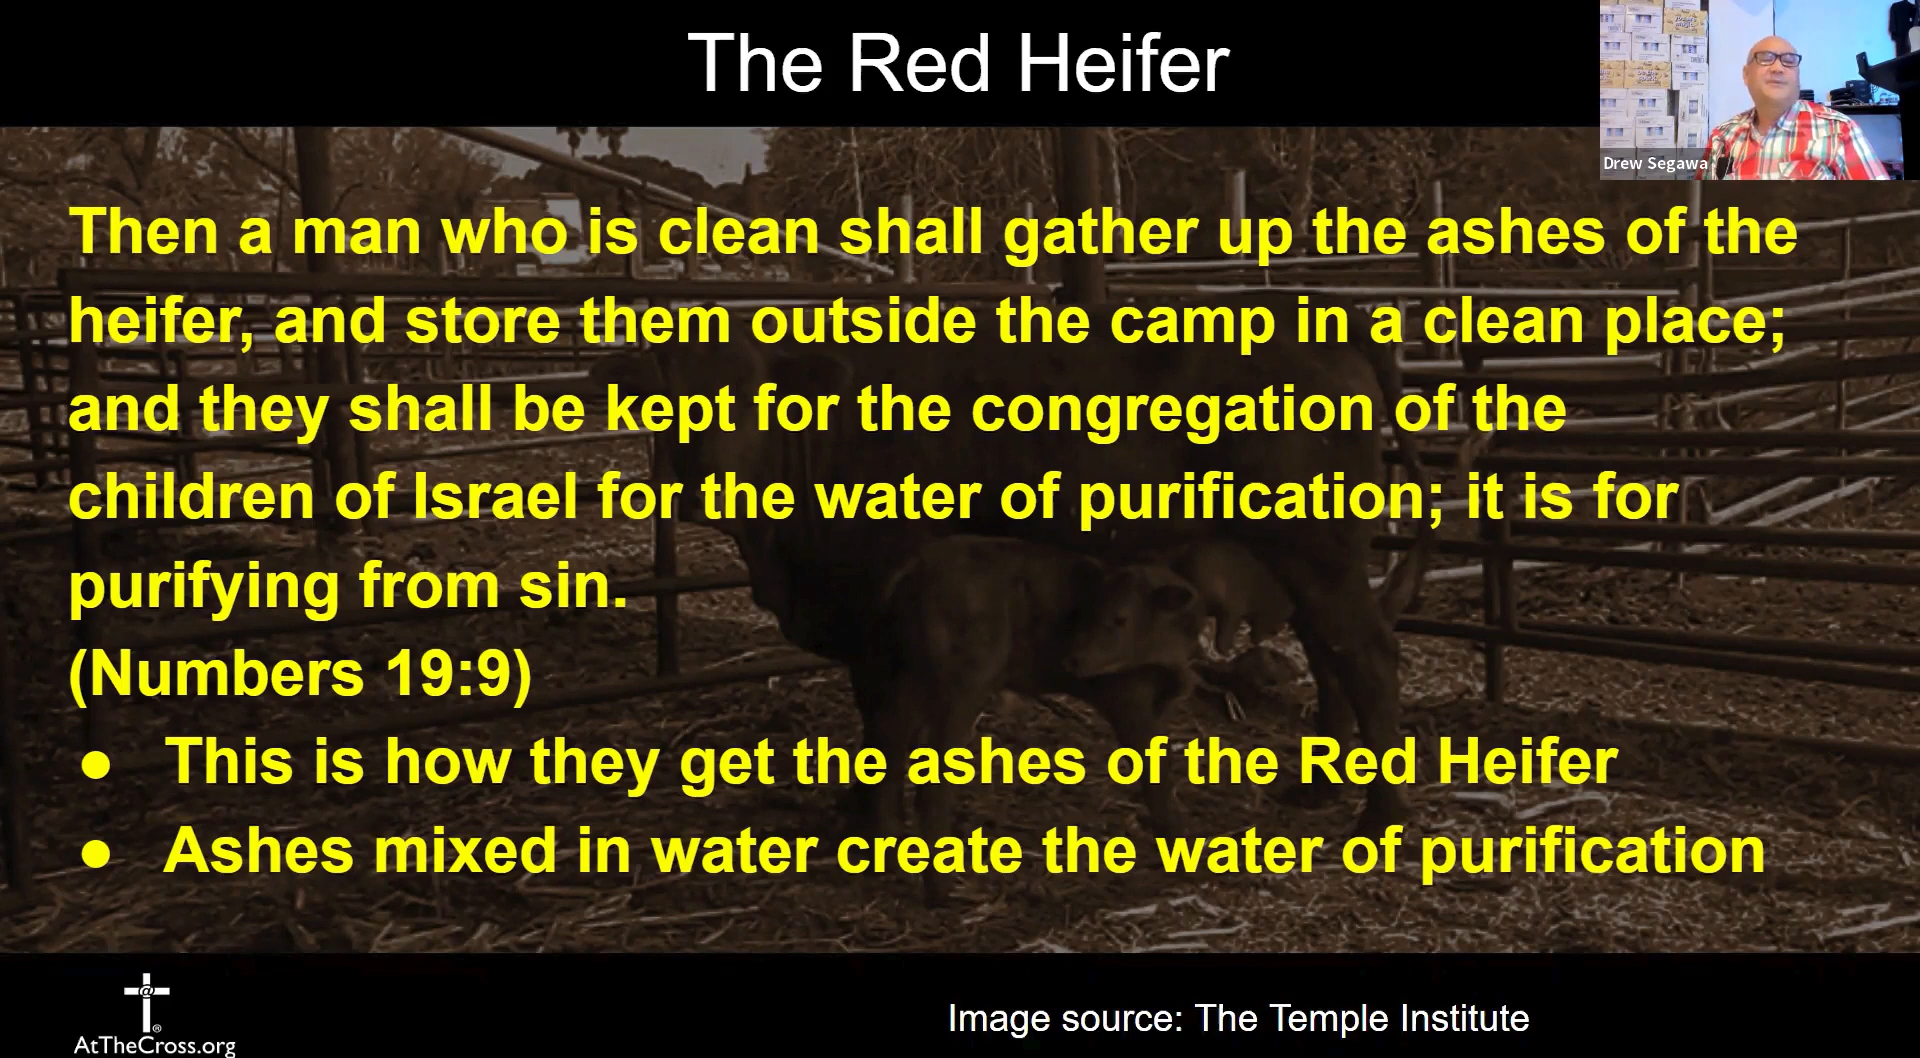 The Red Heifer
Drew Segawa
Then a man who is clean shall gather up the ashes of the
heifer, and store them outside the camp in a clean place;
and they shall be kept for the congregation of the
children of Israel for the water of purification; it is for
purifying from sin.
(Numbers 19:9)
● This is how they get the ashes of the Red Heifer
● Ashes mixed in water create the water of purification
@
®
AtTheCross.org
Image source: The Temple Institute